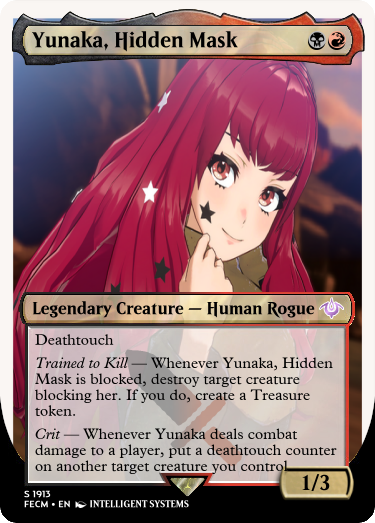 Yunaka, Hidden Mask
Legendary Creature — Human Rogue
Deathtouch
Trained to Kill — Whenever Yunaka, Hidden
Mask is blocked, destroy target creature
blocking her. If you do, create a Treasure
token.
Crit — Whenever Yunaka deals combat
damage to a player, put a deathtouch counter
on another target creature you control.
1/3
S 1913
FECM • EN INTELLIGENT SYSTEMS